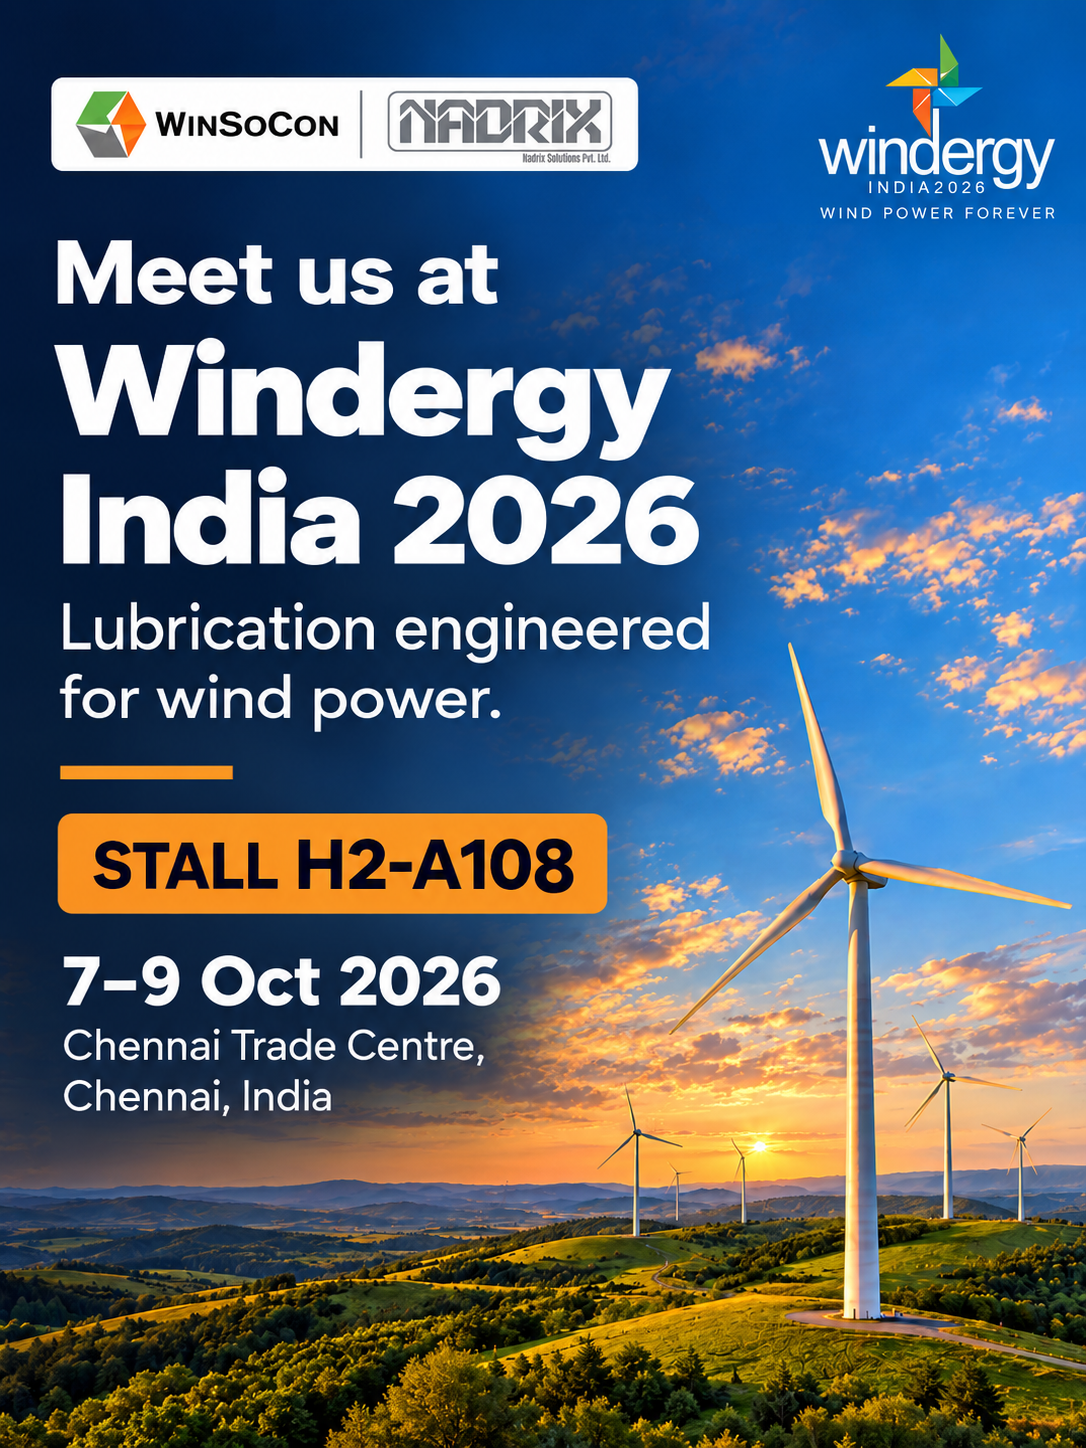 WINSOCON
NADRIX
Nadrix Solutions Pvt. Ltd.
windergy
INDIA2026
WIND POWER FOREVER
Meet us at
Windergy
India 2026
Lubrication engineered
for wind power.
STALL H2-A108
7–9 Oct 2026
Chennai Trade Centre,
Chennai, India